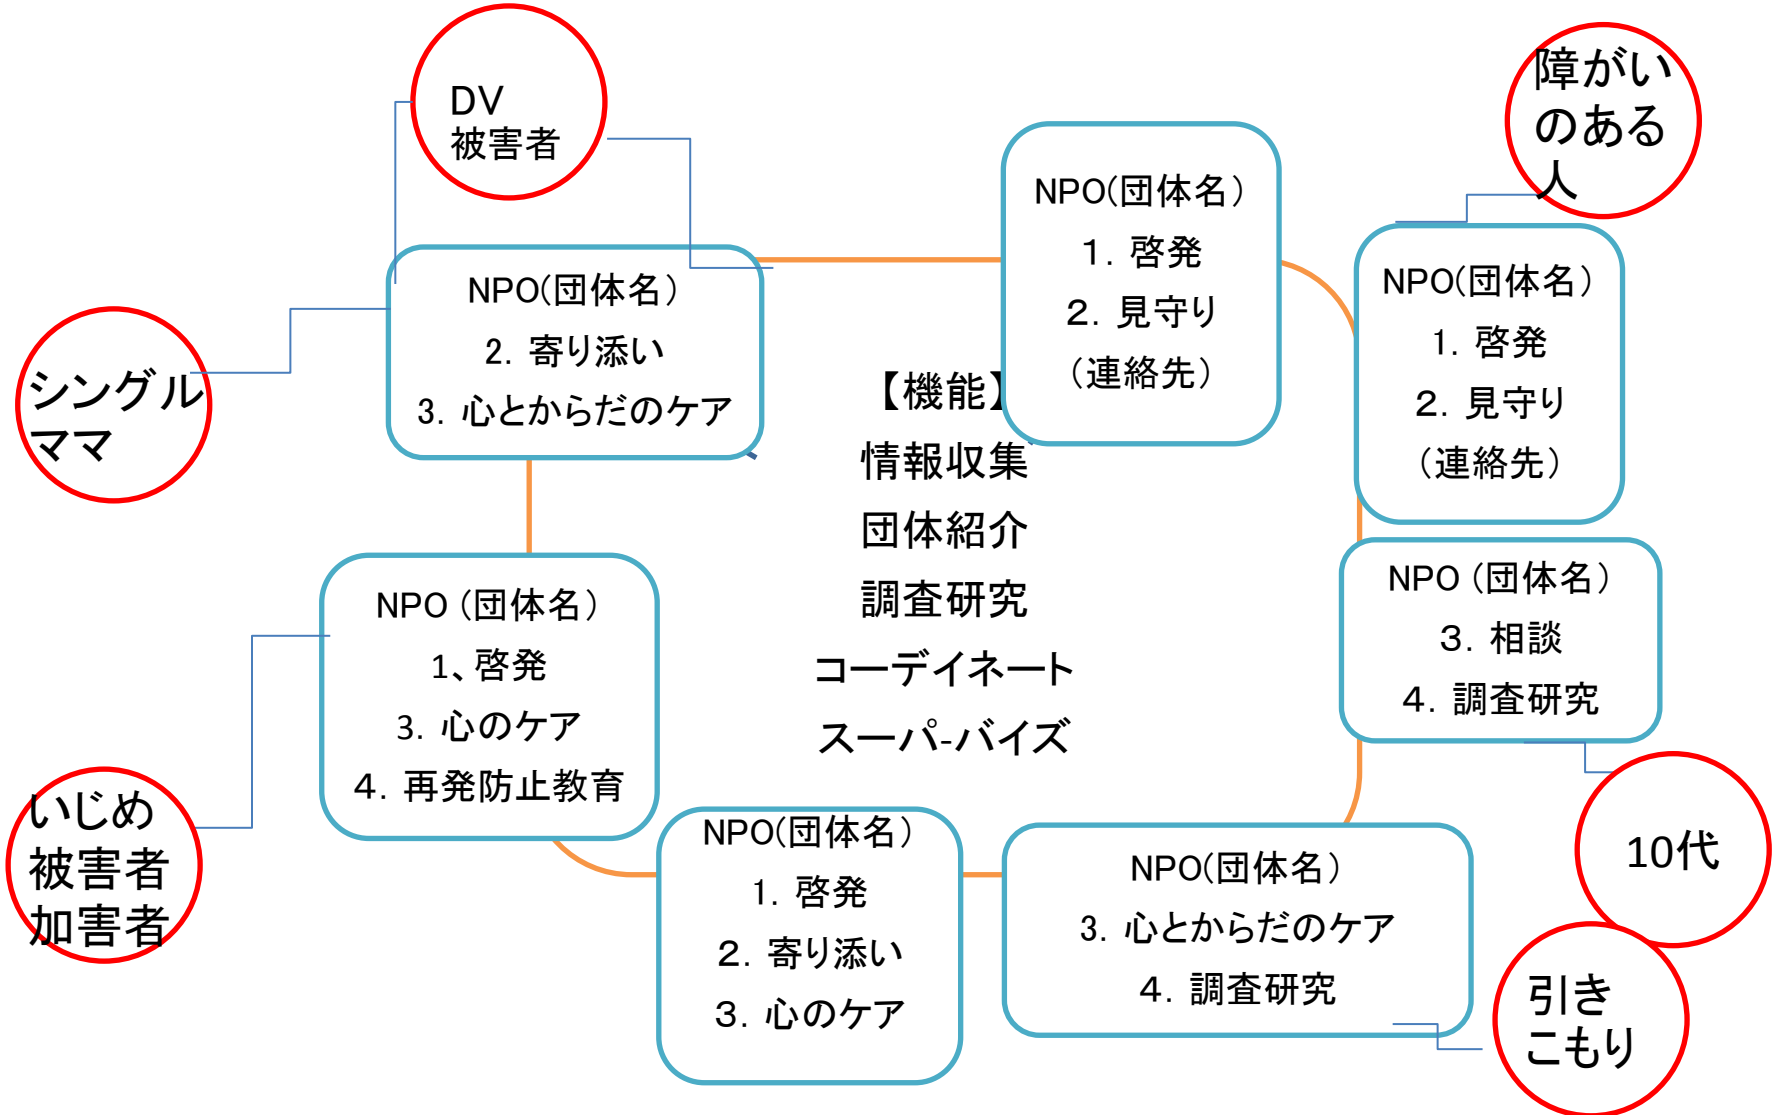 DV
被害者
障がい
のある
人
NPO(団体名）
1．啓発
2．見守り
（連絡先）
NPO(団体名）
1．啓発
2．見守り
（連絡先）
NPO(団体名）
2．寄り添い
3．心とからだのケア
シングル
ママ
【機能】
情報収集
団体紹介
調査研究
コーデイネート
スーパ-バイズ
NPO (団体名）
3．相談
4．調査研究
NPO (団体名）
1、啓発
3．心のケア
4．再発防止教育
いじめ
被害者
加害者
NPO(団体名）
1．啓発
2．寄り添い
3．心のケア
NPO(団体名）
3．心とからだのケア
4．調査研究
10代
引き
こもり